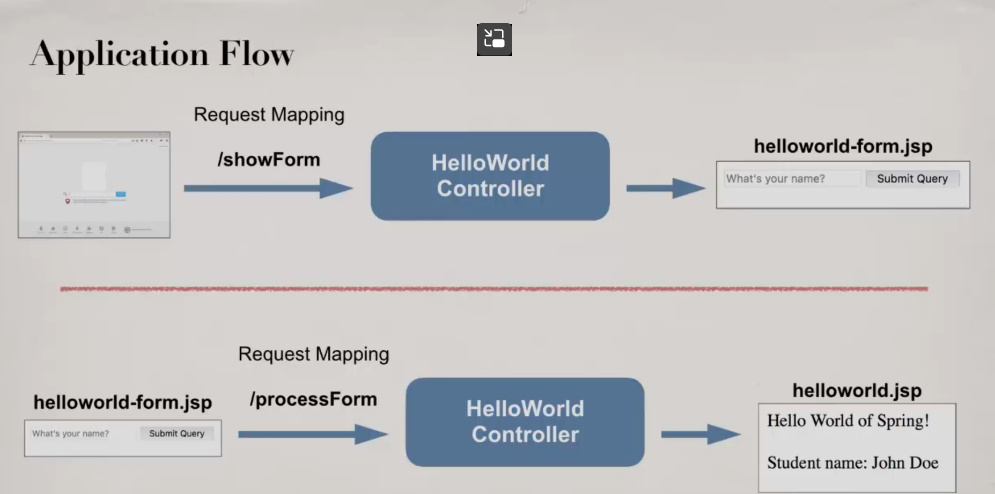 Application Flow
Request Mapping
/showForm
HelloWorld
Controller
helloworld-form.jsp
What's your name?
Submit Query
Request Mapping
/processForm
helloworld-form.jsp
What's your name?
Submit Query
HelloWorld
Controller
helloworld.jsp
Hello World of Spring!
Student name: John Doe